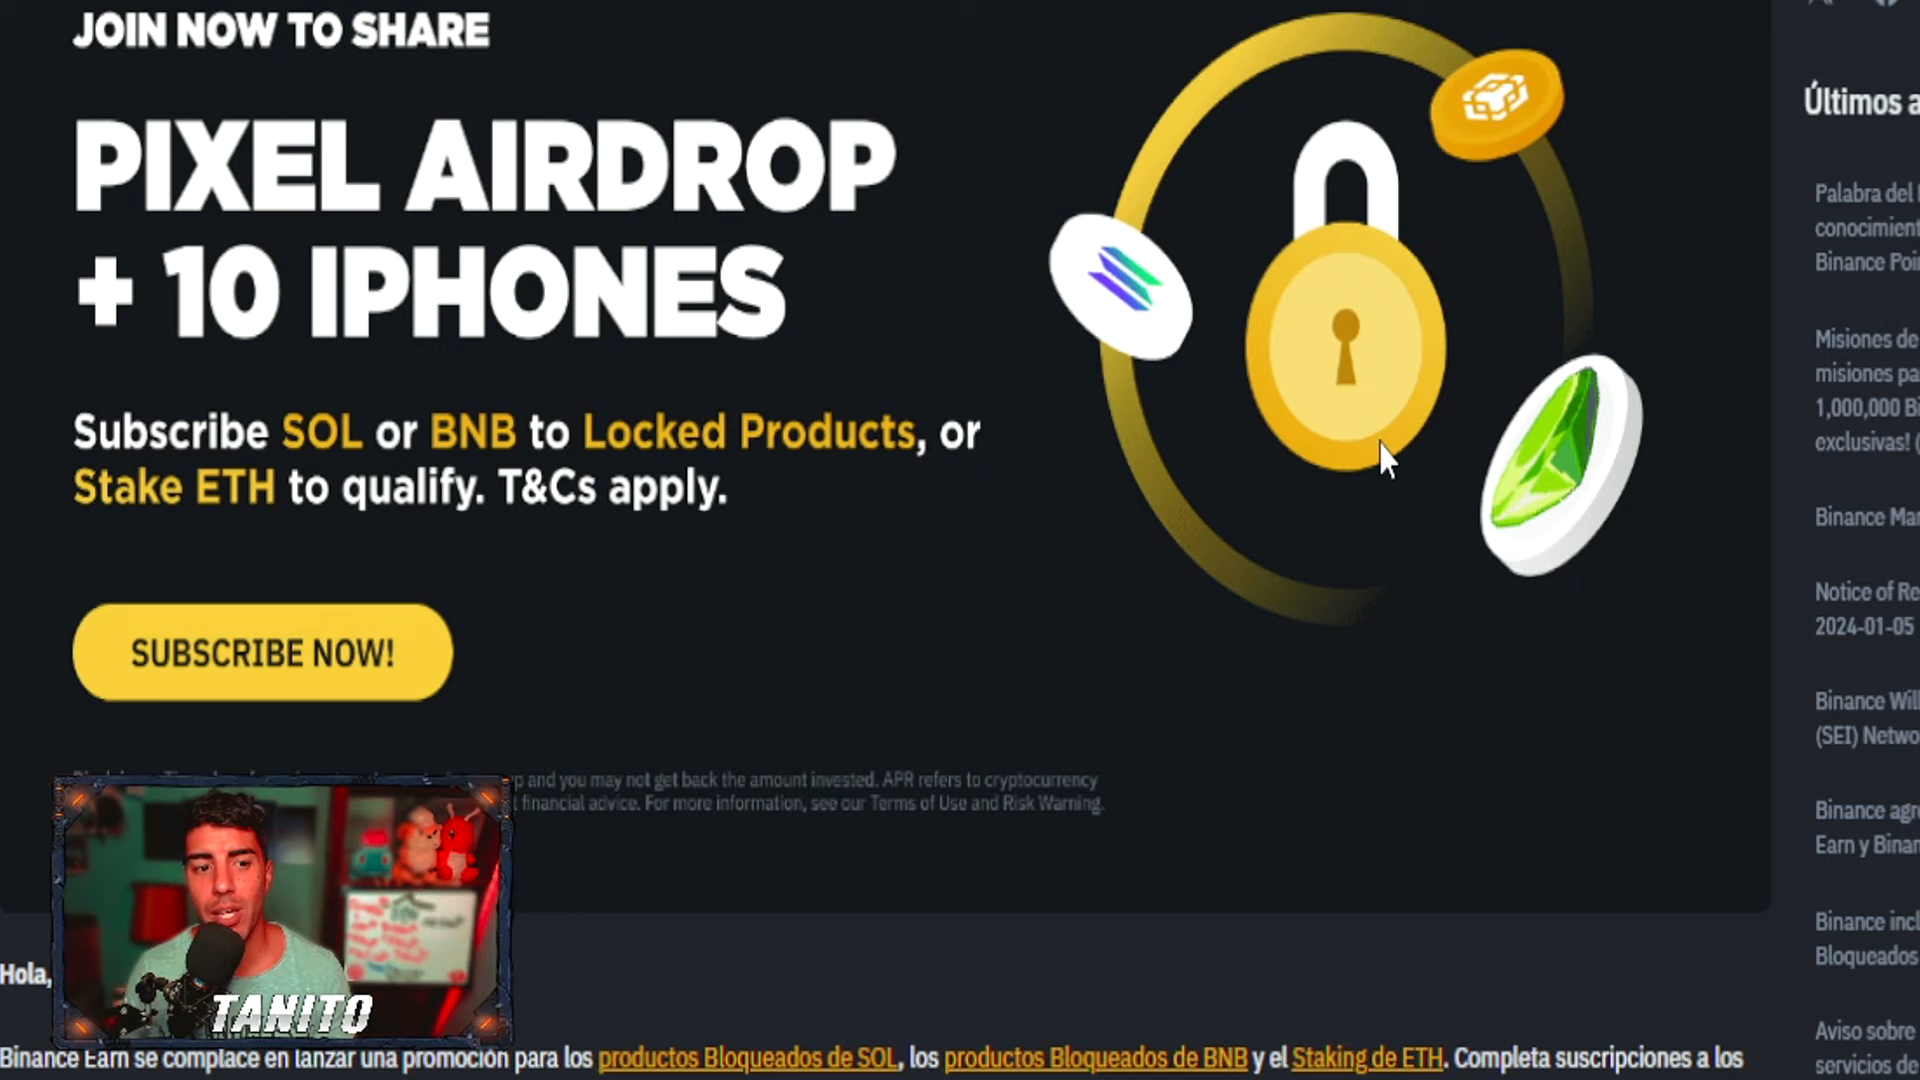 JOIN NOW TO SHARE
PIXEL AIRDROP
+ 10 IPHONES
Subscribe SOL or BNB to Locked Products, or
Stake ETH to qualify. T&Cs apply.
SUBSCRIBE NOW!
and you may not get back the amount invested. APR refers to cryptocurrency
financial advice. For more information, see our Terms of Use and Risk Warning.
Hola,
TANITO
Binance Earn se complace en lanzar una promoción para los productos Bloqueados de SOL, los productos Bloqueados de BNB y el Staking de ETH. Completa suscripciones a los
Últimos a
Palabra del
conocimient
Binance Poi
Misiones de
misiones pa
1,000,000 Bi
exclusivas! (
Binance Mar
Notice of Re
2024-01-05
Binance Will
(SEI) Netwo
Binance agre
Earn y Binan
Binance incl
Bloqueados
Aviso sobre
servicios de